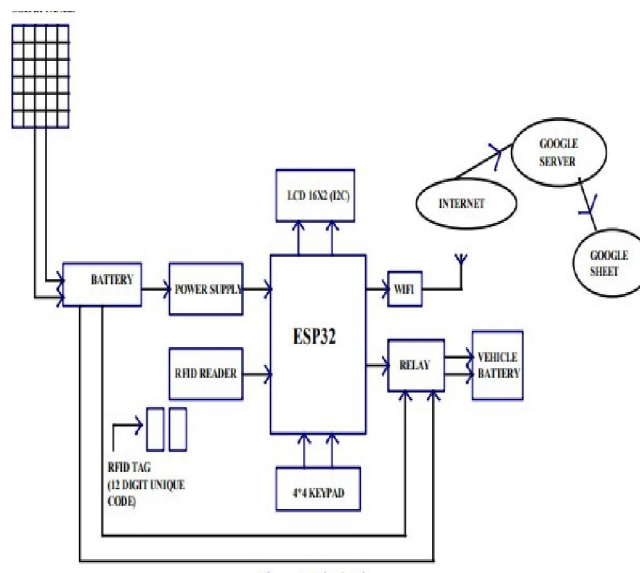 GOOGLE
SERVER
LCD 16X2 (I2C)
INTERNET
GOOGLE
SHEET
BATTERY
POWER SUPPLY
WIFI
ESP32
RFID READER
RELAY
VEHICLE
BATTERY
RFID TAG
(12 DIGIT UNIQUE
CODE)
4*4 KEYPAD